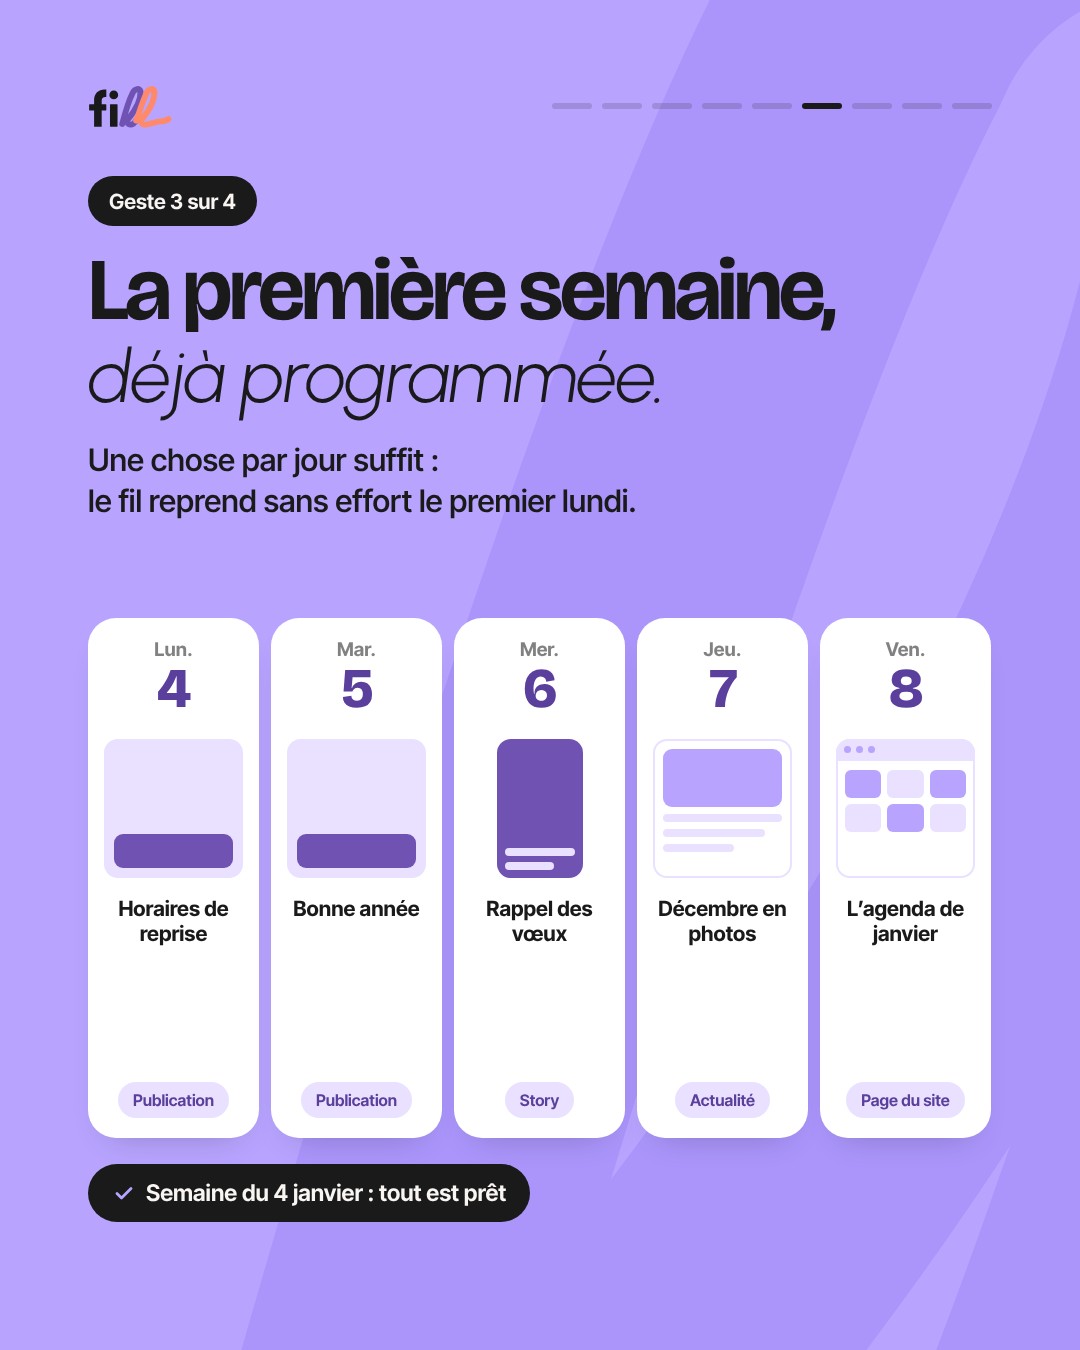 fill
Geste 3 sur 4
La première semaine,
déjà programmée.
Une chose par jour suffit :
le fil reprend sans effort le premier lundi.
Lun.
4
Horaires de
reprise
Publication
Mar.
5
Bonne année
Publication
Mer.
6
Rappel des
vœux
Story
Jeu.
7
Décembre en
photos
Actualité
Ven.
8
L’agenda de
janvier
Page du site
Semaine du 4 janvier : tout est prêt